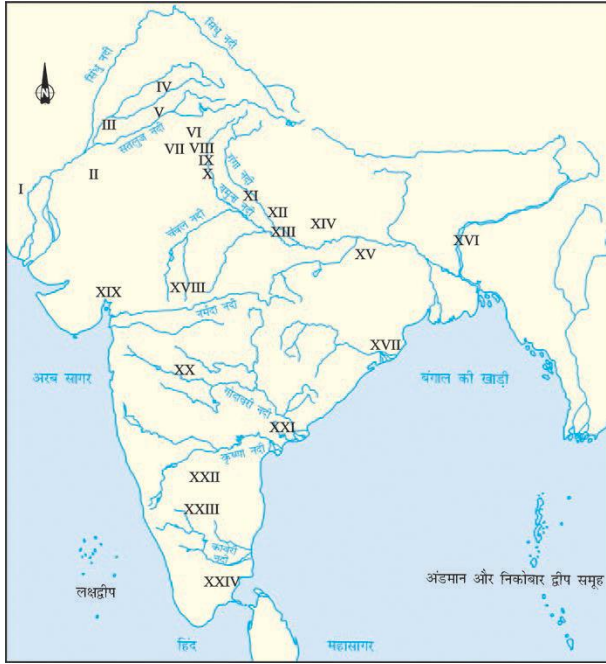 सिंधु नदी
सिंधु नदी
N
IV
V
III
सतलुज नदी
VI
VII
VIII
IX
X
II
I
गंगा नदी
यमुना नदी
XI
XII
XIII
XIV
चंबल नदी
XV
XVI
XVIII
XIX
नर्मदा नदी
XVII
XX
अरब सागर
बंगाल की खाड़ी
गोदावरी नदी
XXI
कृष्णा नदी
XXII
XXIII
कावेरी
नदी
XXIV
लक्षद्वीप
अंडमान और निकोबार द्वीप समूह
हिंद
महासागर